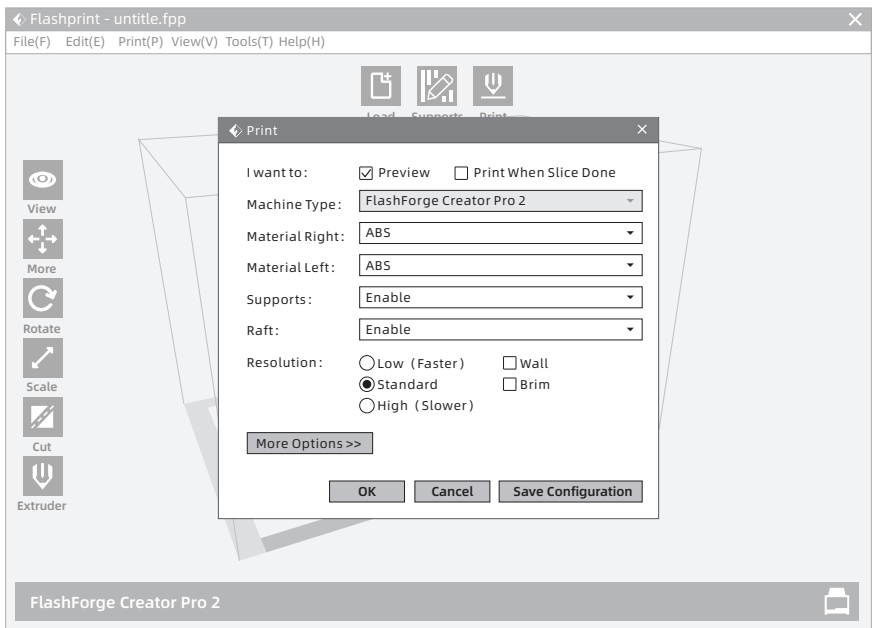 Flashprint - untitle.fpp
File(F) Edit(E) Print(P) View(V) Tools(T) Help(H)
Load Supports Print
Print
I want to: Preview Print When Slice Done
Machine Type: FlashForge Creator Pro 2
Material Right: ABS
Material Left: ABS
Supports: Enable
Raft: Enable
Resolution: Low (Faster) Wall
Standard Brim
High (Slower)
More Options >>
OK Cancel Save Configuration
View
More
Rotate
Scale
Cut
Extruder
FlashForge Creator Pro 2